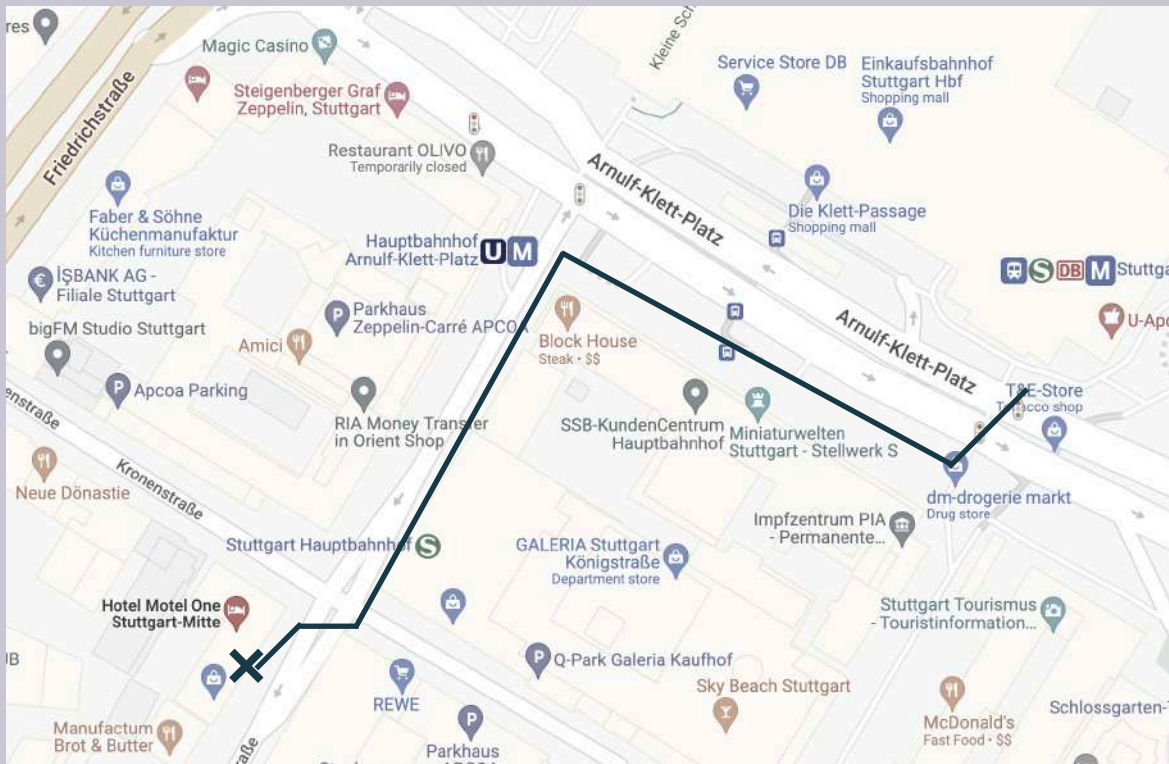 res
Magic Casino
Kleine Sch
Service Store DB
Einkaufsbahnhof
Stuttgart Hbf
Shopping mall
Steigenberger Graf
Zeppelin, Stuttgart
Friedrichstraße
Restaurant OLIVO
Temporarily closed
Arnulf-Klett-Platz
Die Klett-Passage
Shopping mall
Faber & Söhne
Küchenmanufaktur
Kitchen furniture store
Hauptbahnhof
Arnulf-Klett-Platz
U M
S DB M Stuttga
İŞBANK AG -
Filiale Stuttgart
€
Parkhaus
Zeppelin-Carré APCOA
P
bigFM Studio Stuttgart
Amici
Block House
Steak · $$
Arnulf-Klett-Platz
U-Apo
P Apcoa Parking
T&E-Store
Tobacco shop
enstraße
RIA Money Transfer
in Orient Shop
SSB-KundenCentrum
Hauptbahnhof
Miniaturwelten
Stuttgart - Stellwerk S
Kronenstraße
Neue Dönastie
dm-drogerie markt
Drug store
Impfzentrum PIA
- Permanente...
Stuttgart Hauptbahnhof S
GALERIA Stuttgart
Königstraße
Department store
Hotel Motel One
Stuttgart-Mitte
Stuttgart Tourismus
- Touristinformation...
JB
P Q-Park Galeria Kaufhof
REWE
Sky Beach Stuttgart
Manufactum
Brot & Butter
P
Parkhaus
McDonald's
Fast Food · $$
Schlossgarten-
raße